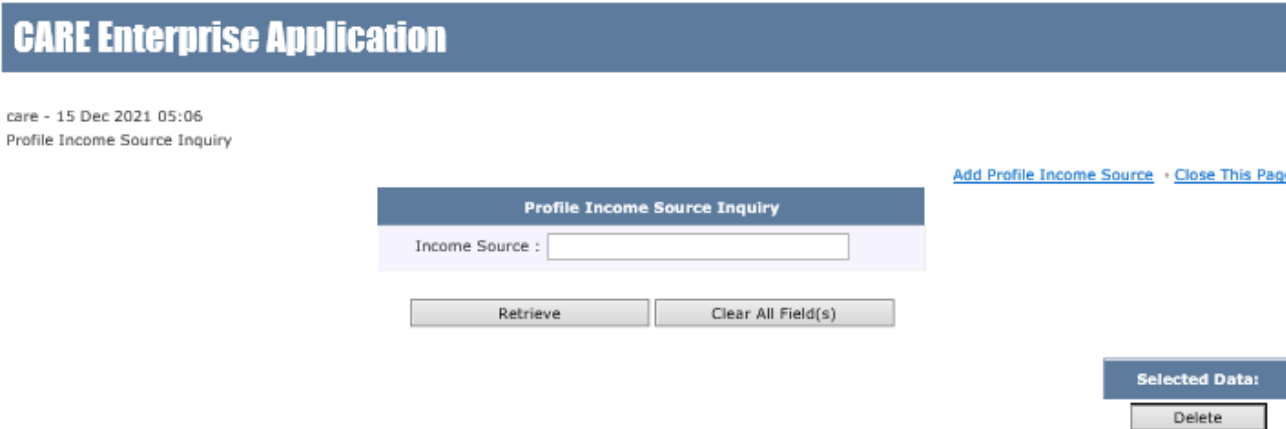 CARE Enterprise Application
care - 15 Dec 2021 05:06
Profile Income Source Inquiry
Add Profile Income Source Close This Page
Profile Income Source Inquiry
Income Source :
Retrieve Clear All Field(s)
Selected Data:
Delete